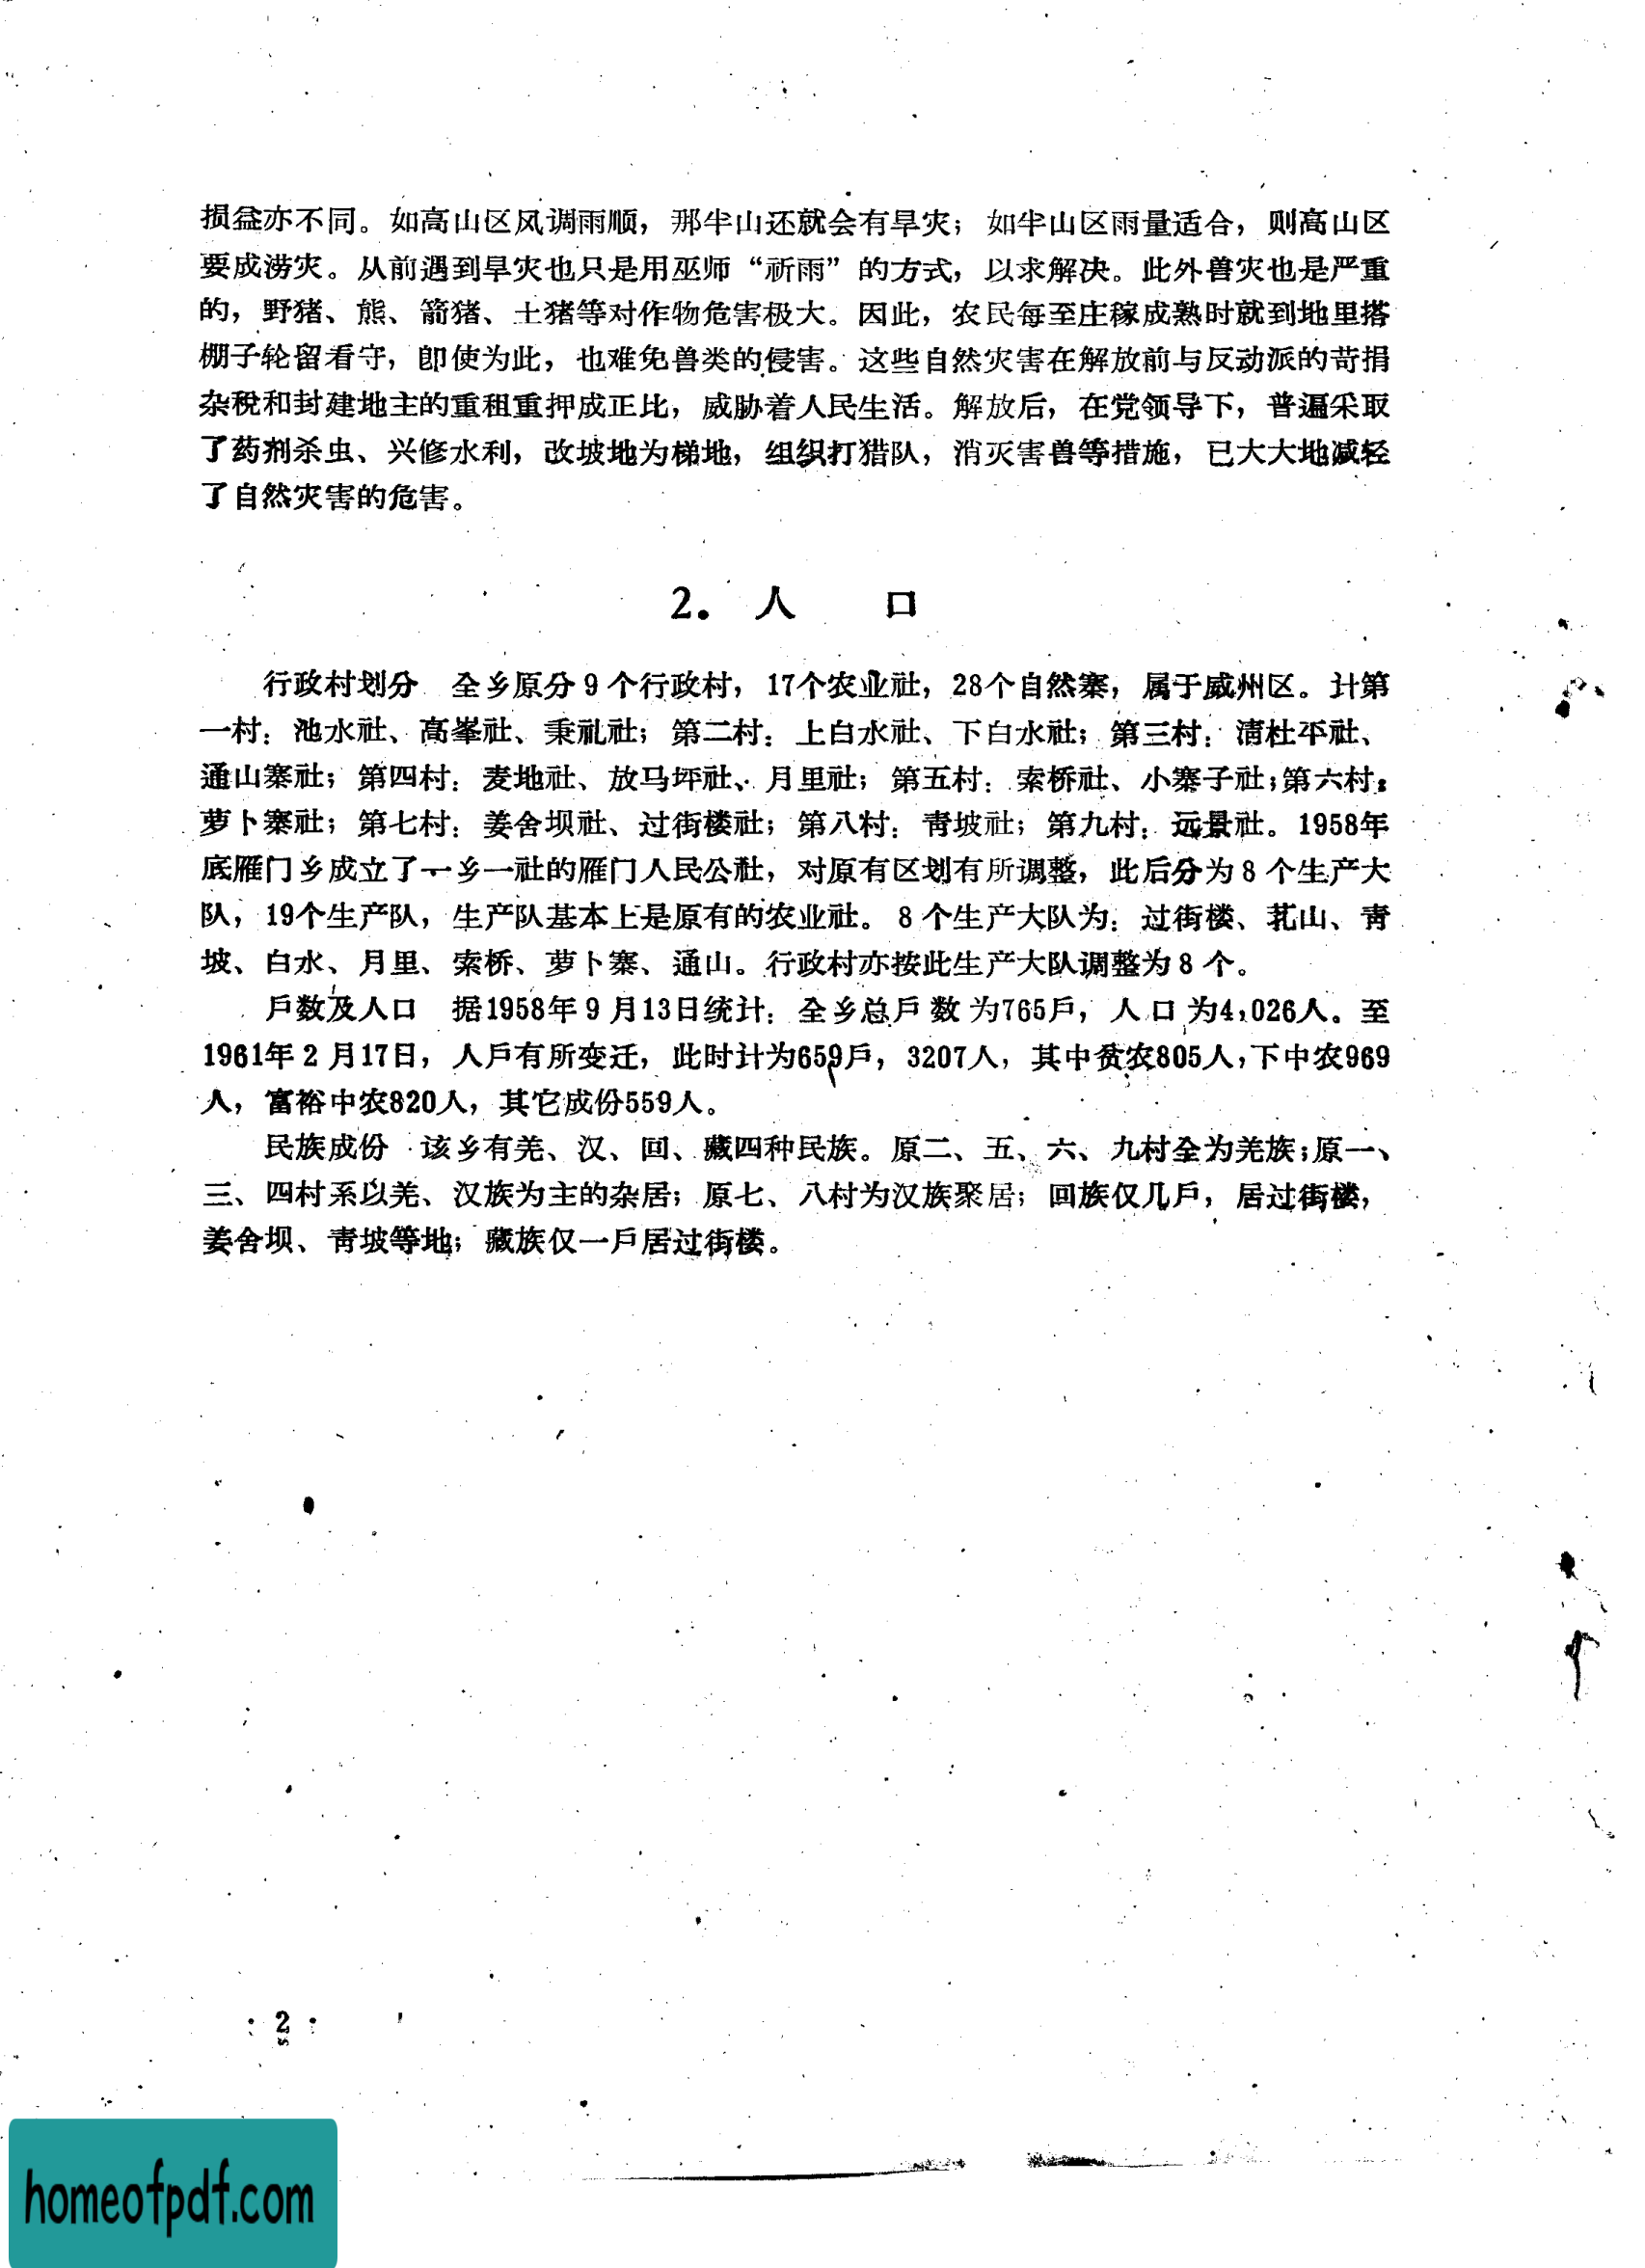 损益亦不同。如高山区风调雨顺，那半山还就会有旱灾；如半山区雨量适合，则高山区
要成涝灾。从前遇到旱灾也只是用巫师“祈雨”的方式，以求解决。此外兽灾也是严重
的，野猪、熊、箭猪、土猪等对作物危害极大。因此，农民每至庄稼成熟时就到地里搭
棚子轮留看守，即使为此，也难免兽类的侵害。这些自然灾害在解放前与反动派的苛捐
杂税和封建地主的重租重押成正比，威胁着人民生活。解放后，在党领导下，普遍采取
了药剂杀虫、兴修水利，改坡地为梯地，组织打猎队，消灭害兽等措施，已大大地减轻
了自然灾害的危害。
2. 人 口
行政村划分 全乡原分9个行政村，17个农业社，28个自然寨，属于威州区。计第
一村：池水社、高峯社、秉礼社；第二村：上白水社、下白水社；第三村：清杜平社、
通山寨社；第四村：麦地社、放马坪社、月里社；第五村：索桥社、小寨子社；第六村：
萝卜寨社；第七村：姜舍坝社、过街楼社；第八村：青坡社；第九村：远景社。1958年
底雁门乡成立了一乡一社的雁门人民公社，对原有区划有所调整，此后分为8个生产大
队，19个生产队，生产队基本上是原有的农业社。8个生产大队为：过街楼、芤山、青
坡、白水、月里、索桥、萝卜寨、通山。行政村亦按此生产大队调整为8个。
戶数及人口 据1958年9月13日统计：全乡总戶数为765戶，人口为4,026人。至
1961年2月17日，人戶有所变迁，此时计为659戶，3207人，其中贫农805人，下中农969
人，富裕中农820人，其它成份559人。
民族成份 该乡有羌、汉、回、藏四种民族。原二、五、六、九村全为羌族；原一、
三、四村系以羌、汉族为主的杂居；原七、八村为汉族聚居；回族仅几戶，居过街楼，
姜舍坝、青坡等地；藏族仅一戶居过街楼。
: 2 :
homeofpdf.com